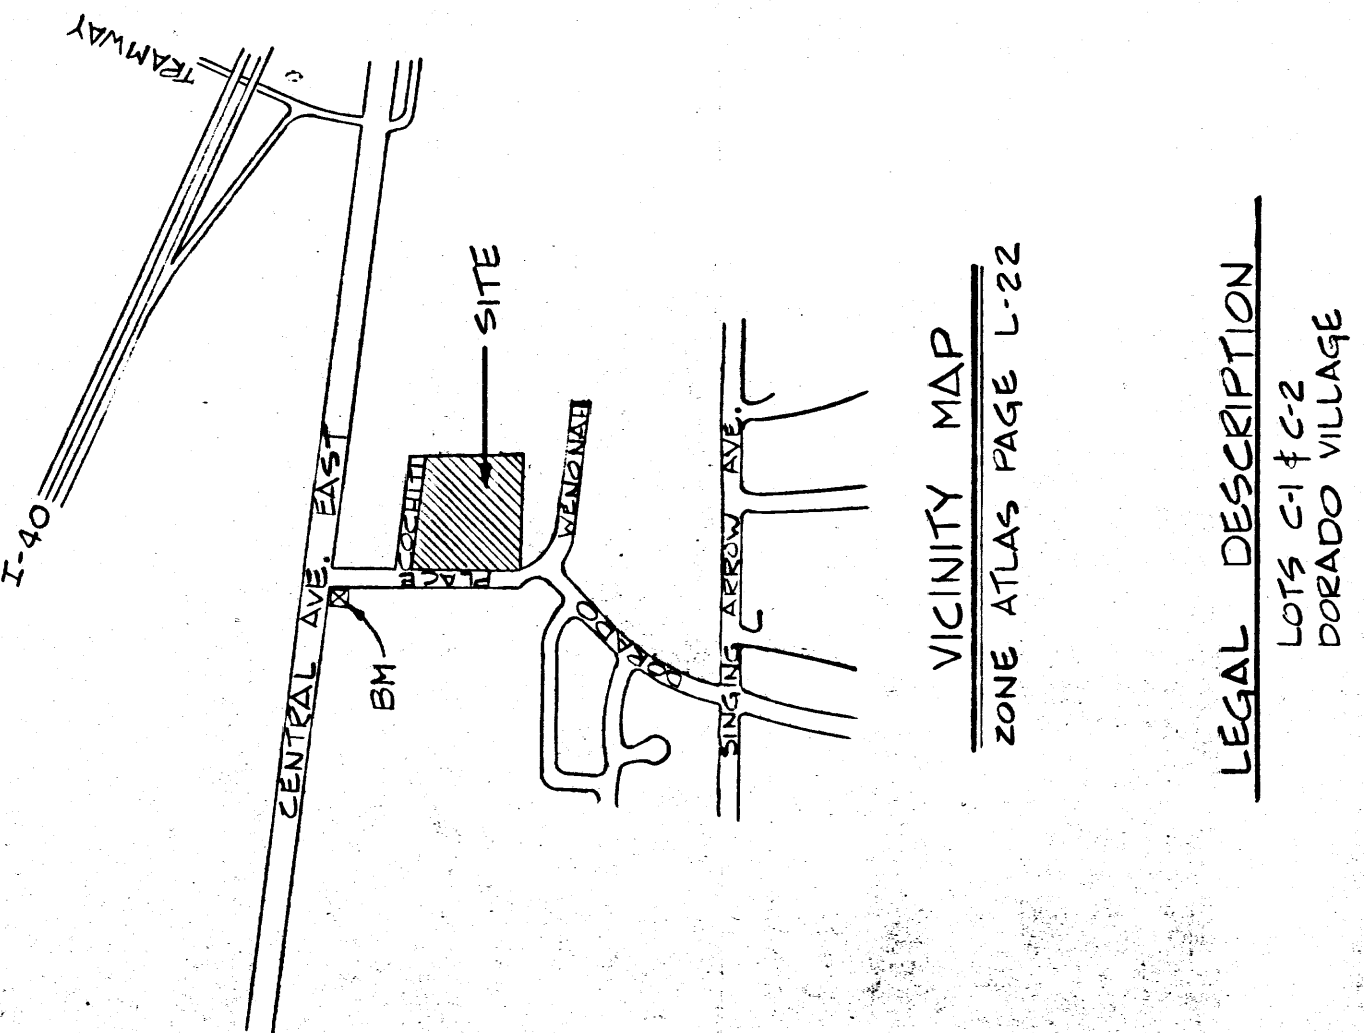 TRAMWAY
I-40
CENTRAL AVE. EAST
SITE
COCHITI
PLACE
BM
WENONAH
DORADO
SINGING ARROW AVE.
VICINITY MAP
ZONE ATLAS PAGE L-22
LEGAL DESCRIPTION
LOTS C-1 & C-2
DORADO VILLAGE